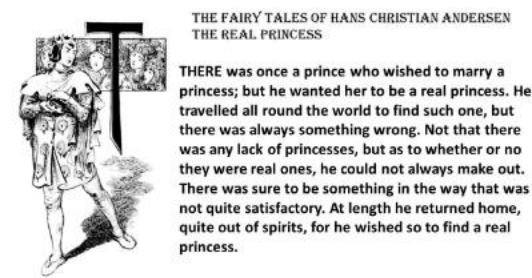 THE FAIRY TALES OF HANS CHRISTIAN ANDERSEN
THE REAL PRINCESS
T
THERE was once a prince who wished to marry a
princess; but he wanted her to be a real princess. He
travelled all round the world to find such one, but
there was always something wrong. Not that there
was any lack of princesses, but as to whether or no
they were real ones, he could not always make out.
There was sure to be something in the way that was
not quite satisfactory. At length he returned home,
quite out of spirits, for he wished so to find a real
princess.